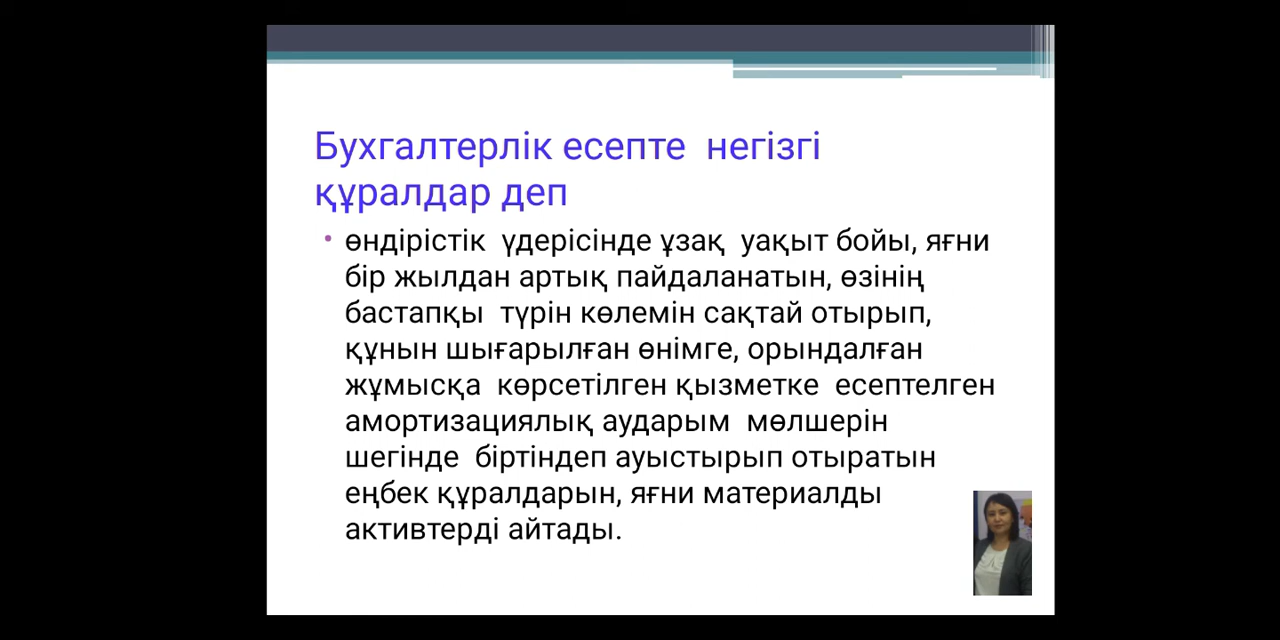 Бухгалтерлік есепте негізгі
құралдар деп
• өндірістік үдерісінде ұзақ уақыт бойы, яғни
бір жылдан артық пайдаланатын, өзінің
бастапқы түрін көлемін сақтай отырып,
құнын шығарылған өнімге, орындалған
жұмысқа көрсетілген қызметке есептелген
амортизациялық аударым мөлшерін
шегінде біртіндеп ауыстырып отыратын
еңбек құралдарын, яғни материалды
активтерді айтады.